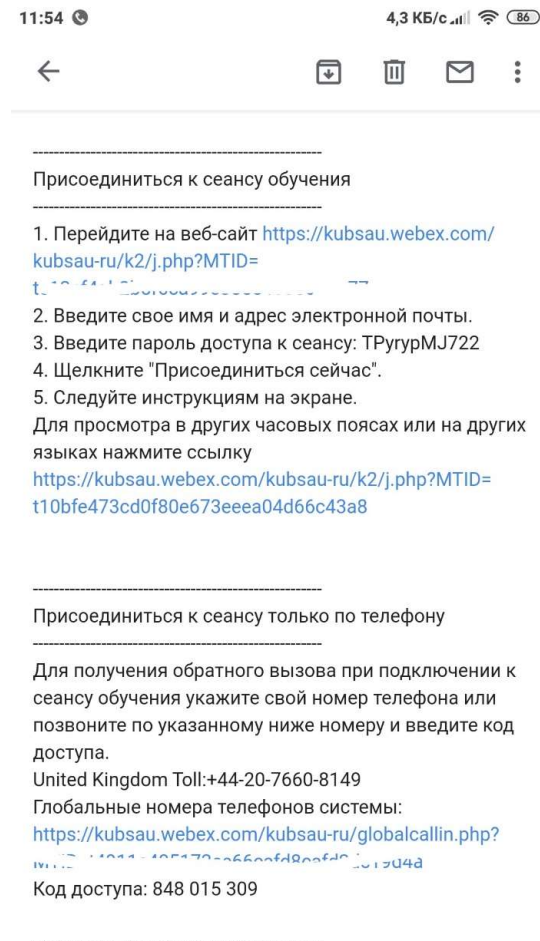 11:54 4,3 КБ/с 86
----------------------------------------------------
Присоединиться к сеансу обучения
----------------------------------------------------
1. Перейдите на веб-сайт https://kubsau.webex.com/
kubsau-ru/k2/j.php?MTID=
2. Введите свое имя и адрес электронной почты.
3. Введите пароль доступа к сеансу: TPyrypMJ722
4. Щелкните "Присоединиться сейчас".
5. Следуйте инструкциям на экране.
Для просмотра в других часовых поясах или на других
языках нажмите ссылку
https://kubsau.webex.com/kubsau-ru/k2/j.php?MTID=
t10bfe473cd0f80e673eeea04d66c43a8
----------------------------------------------------
Присоединиться к сеансу только по телефону
----------------------------------------------------
Для получения обратного вызова при подключении к
сеансу обучения укажите свой номер телефона или
позвоните по указанному ниже номеру и введите код
доступа.
United Kingdom Toll:+44-20-7660-8149
Глобальные номера телефонов системы:
https://kubsau.webex.com/kubsau-ru/globalcallin.php?
Код доступа: 848 015 309